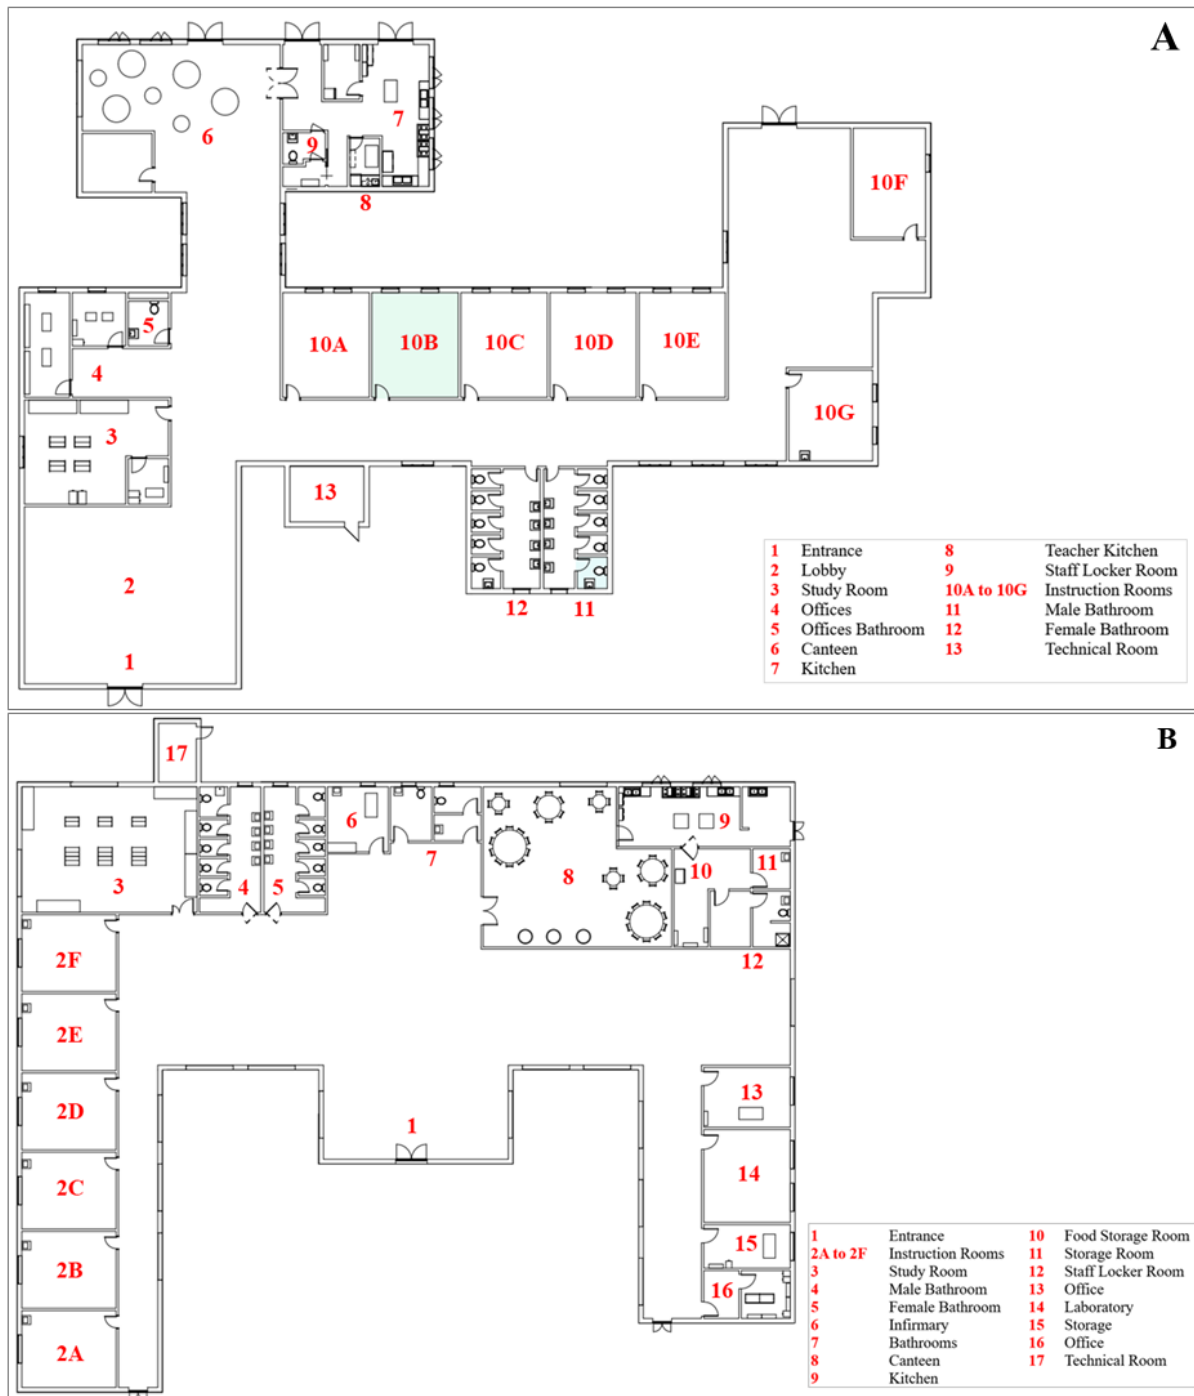 A
6
7
9
8
10F
5
10A 10B 10C 10D 10E
4
3
10G
13
2
12
11
1
1 Entrance 8 Teacher Kitchen
2 Lobby 9 Staff Locker Room
3 Study Room 10A to 10G Instruction Rooms
4 Offices 11 Male Bathroom
5 Offices Bathroom 12 Female Bathroom
6 Canteen 13 Technical Room
7 Kitchen
B
17
6
9
7
10
11
3
4
5
8
2F
12
2E
13
2D
1
14
2C
15
2B
16
2A
1 Entrance 10 Food Storage Room
2A to 2F Instruction Rooms 11 Storage Room
3 Study Room 12 Staff Locker Room
4 Male Bathroom 13 Office
5 Female Bathroom 14 Laboratory
6 Infirmary 15 Storage
7 Bathrooms 16 Office
8 Canteen 17 Technical Room
9 Kitchen